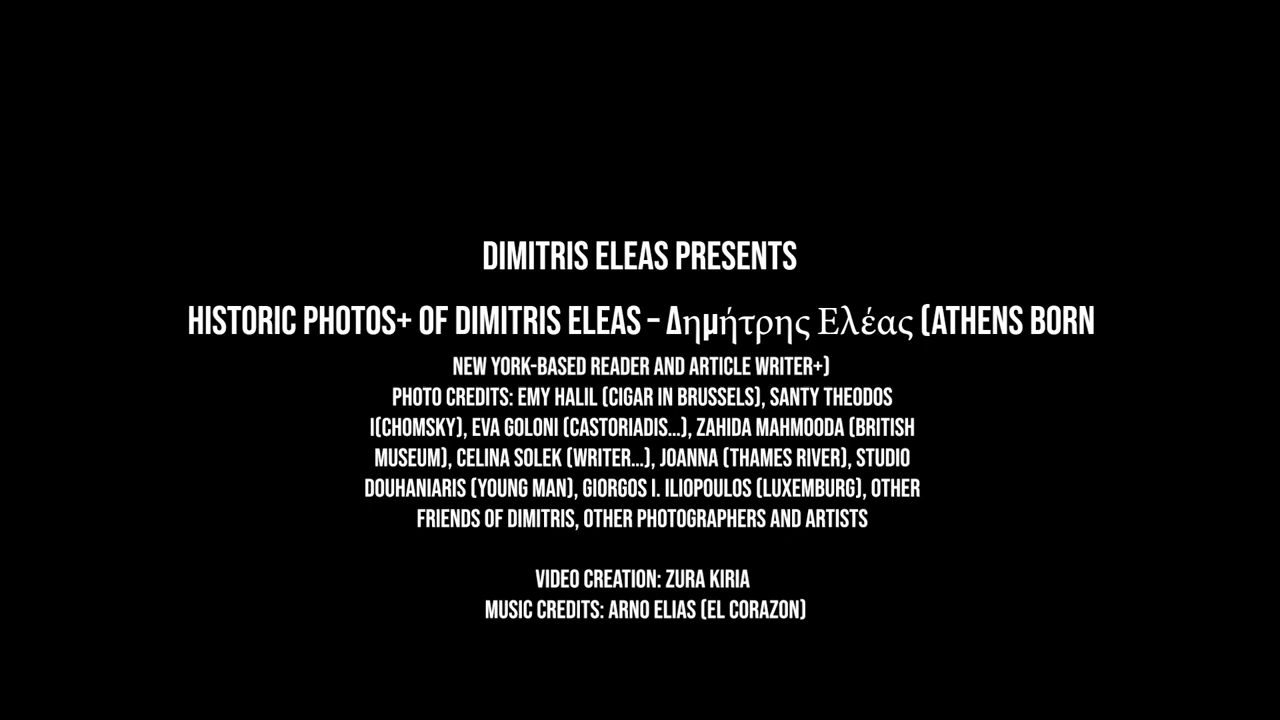 DIMITRIS ELEAS PRESENTS
HISTORIC PHOTOS+ OF DIMITRIS ELEAS – Δημήτρης Ελέας (ATHENS BORN
NEW YORK-BASED READER AND ARTICLE WRITER+)
PHOTO CREDITS: EMY HALIL (CIGAR IN BRUSSELS), SANTY THEODOS
I(CHOMSKY), EVA GOLONI (CASTORIADIS...), ZAHIDA MAHMOODA (BRITISH
MUSEUM), CELINA SOLEK (WRITER...), JOANNA (THAMES RIVER), STUDIO
DOUHANIARIS (YOUNG MAN), GIORGOS I. ILIOPOULOS (LUXEMBURG), OTHER
FRIENDS OF DIMITRIS, OTHER PHOTOGRAPHERS AND ARTISTS
VIDEO CREATION: ZURA KIRIA
MUSIC CREDITS: ARNO ELIAS (EL CORAZON)